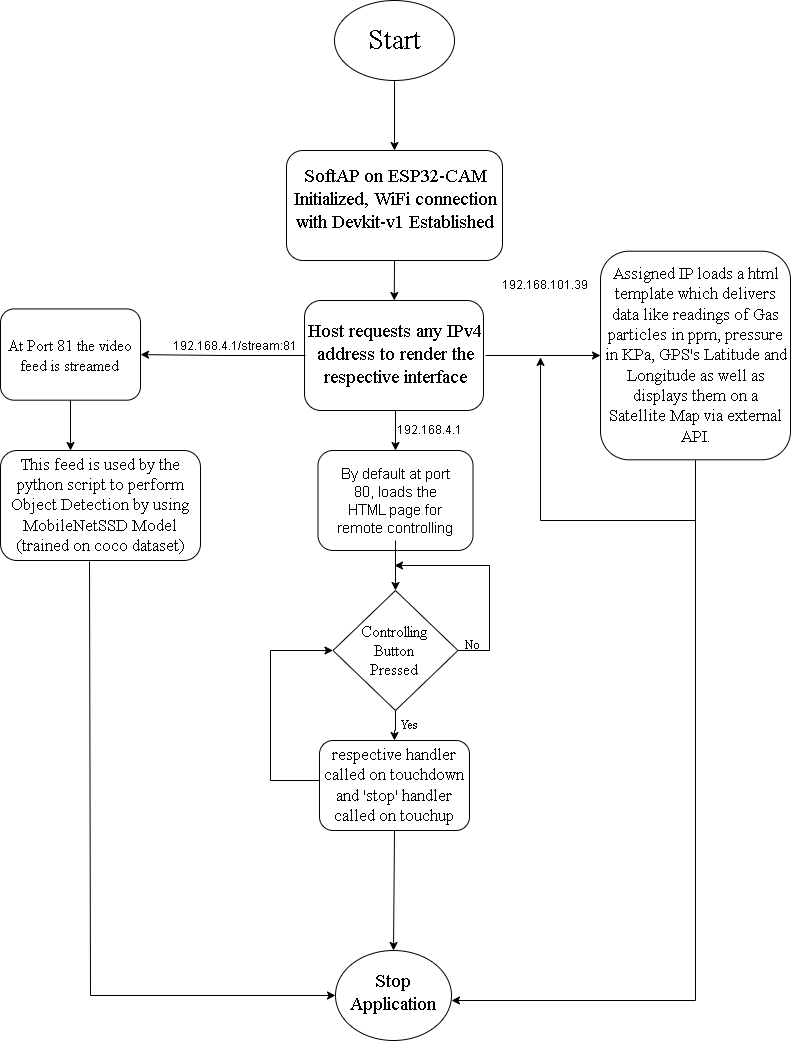 Start
SoftAP on ESP32-CAM
Initialized, WiFi connection
with Devkit-v1 Established
192.168.101.39
Assigned IP loads a html
template which delivers
data like readings of Gas
particles in ppm, pressure
in KPa, GPS's Latitude and
Longitude as well as
displays them on a
Satellite Map via external
API.
Host requests any IPv4
address to render the
respective interface
192.168.4.1/stream:81
At Port 81 the video
feed is streamed
192.168.4.1
This feed is used by the
python script to perform
Object Detection by using
MobileNetSSD Model
(trained on coco dataset)
By default at port
80, loads the
HTML page for
remote controlling
Controlling
Button
Pressed
No
Yes
respective handler
called on touchdown
and 'stop' handler
called on touchup
Stop
Application